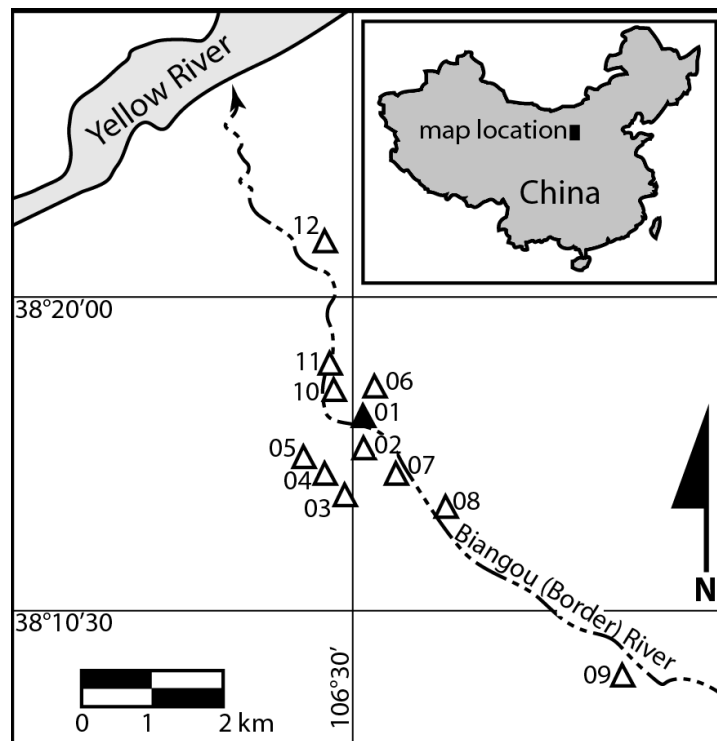 Yellow River
map location
China
12
38°20′00
11
10
06
01
02
05
04
03
07
08
Biangou (Border) River
N
38°10′30
106°30′
09
0 1 2 km